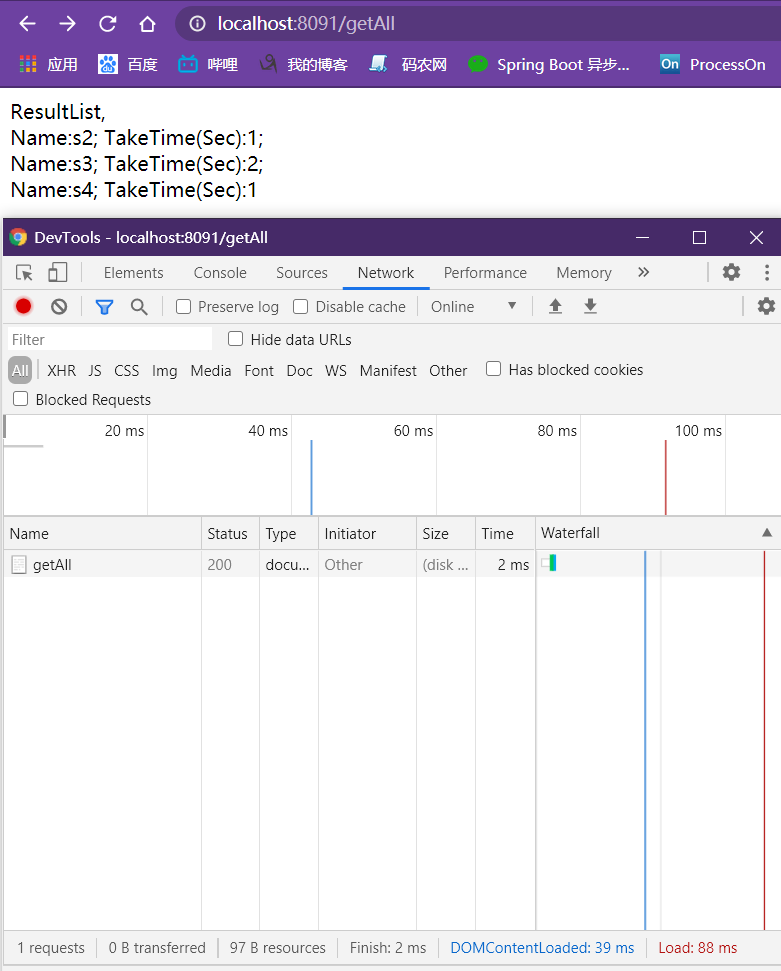 localhost:8091/getAll
应用 百度 哔哩 我的博客 码农网 Spring Boot 异步... On ProcessOn
ResultList,
Name:s2; TakeTime(Sec):1;
Name:s3; TakeTime(Sec):2;
Name:s4; TakeTime(Sec):1
DevTools - localhost:8091/getAll
Elements Console Sources Network Performance Memory »
Preserve log Disable cache Online
Filter Hide data URLs
All XHR JS CSS Img Media Font Doc WS Manifest Other Has blocked cookies
Blocked Requests
20 ms 40 ms 60 ms 80 ms 100 ms
Name Status Type Initiator Size Time Waterfall
getAll 200 docu... Other (disk ... 2 ms
1 requests 0 B transferred 97 B resources Finish: 2 ms DOMContentLoaded: 39 ms Load: 88 ms